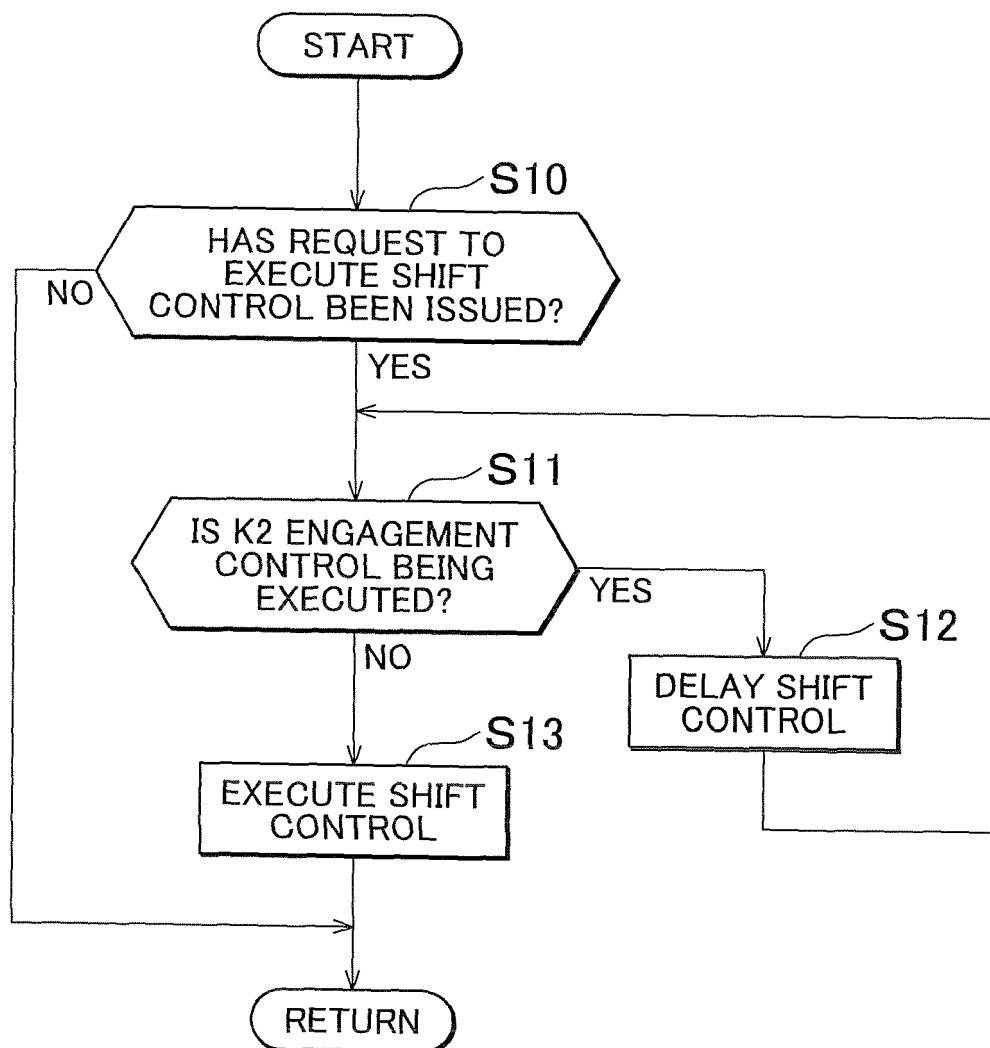 START
S10
HAS REQUEST TO
EXECUTE SHIFT
CONTROL BEEN ISSUED?
NO
YES
S11
IS K2 ENGAGEMENT
CONTROL BEING
EXECUTED?
YES
NO
S12
DELAY SHIFT
CONTROL
S13
EXECUTE SHIFT
CONTROL
RETURN